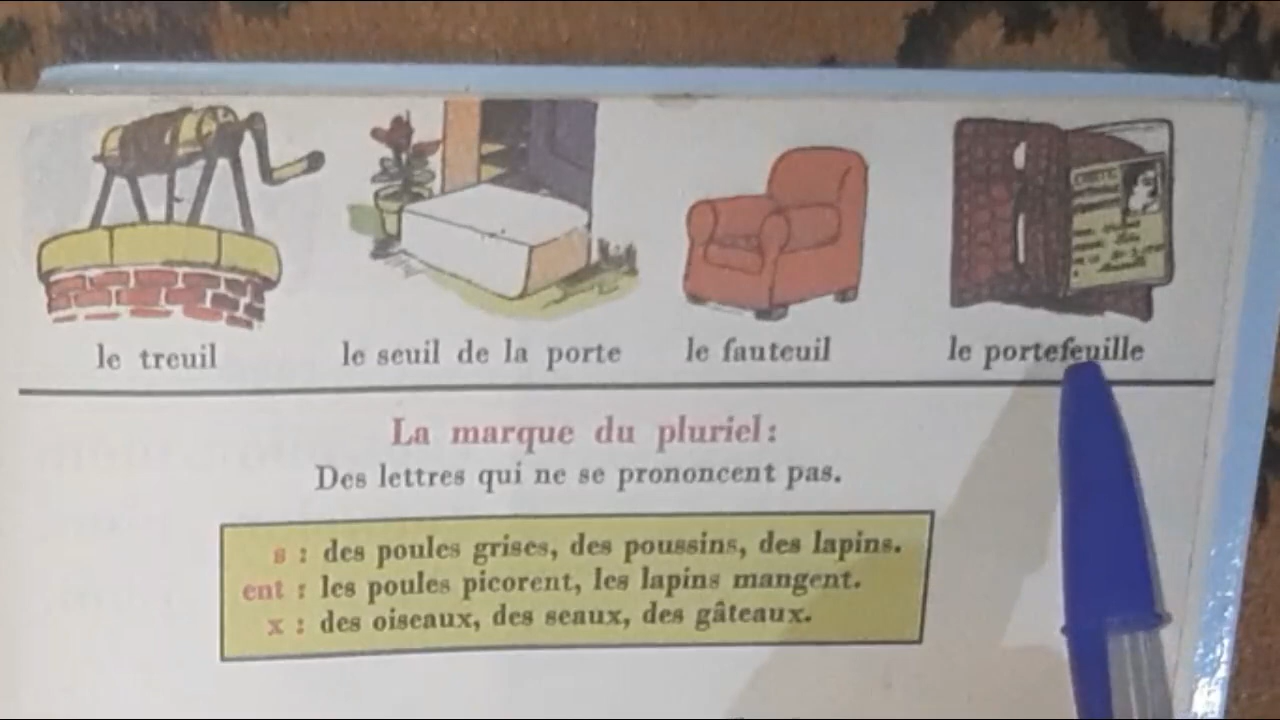 le treuil
le seuil de la porte
le fauteuil
le portefeuille
La marque du pluriel :
Des lettres qui ne se prononcent pas.
s : des poules grises, des poussins, des lapins.
ent : les poules picorent, les lapins mangent.
x : des oiseaux, des seaux, des gâteaux.